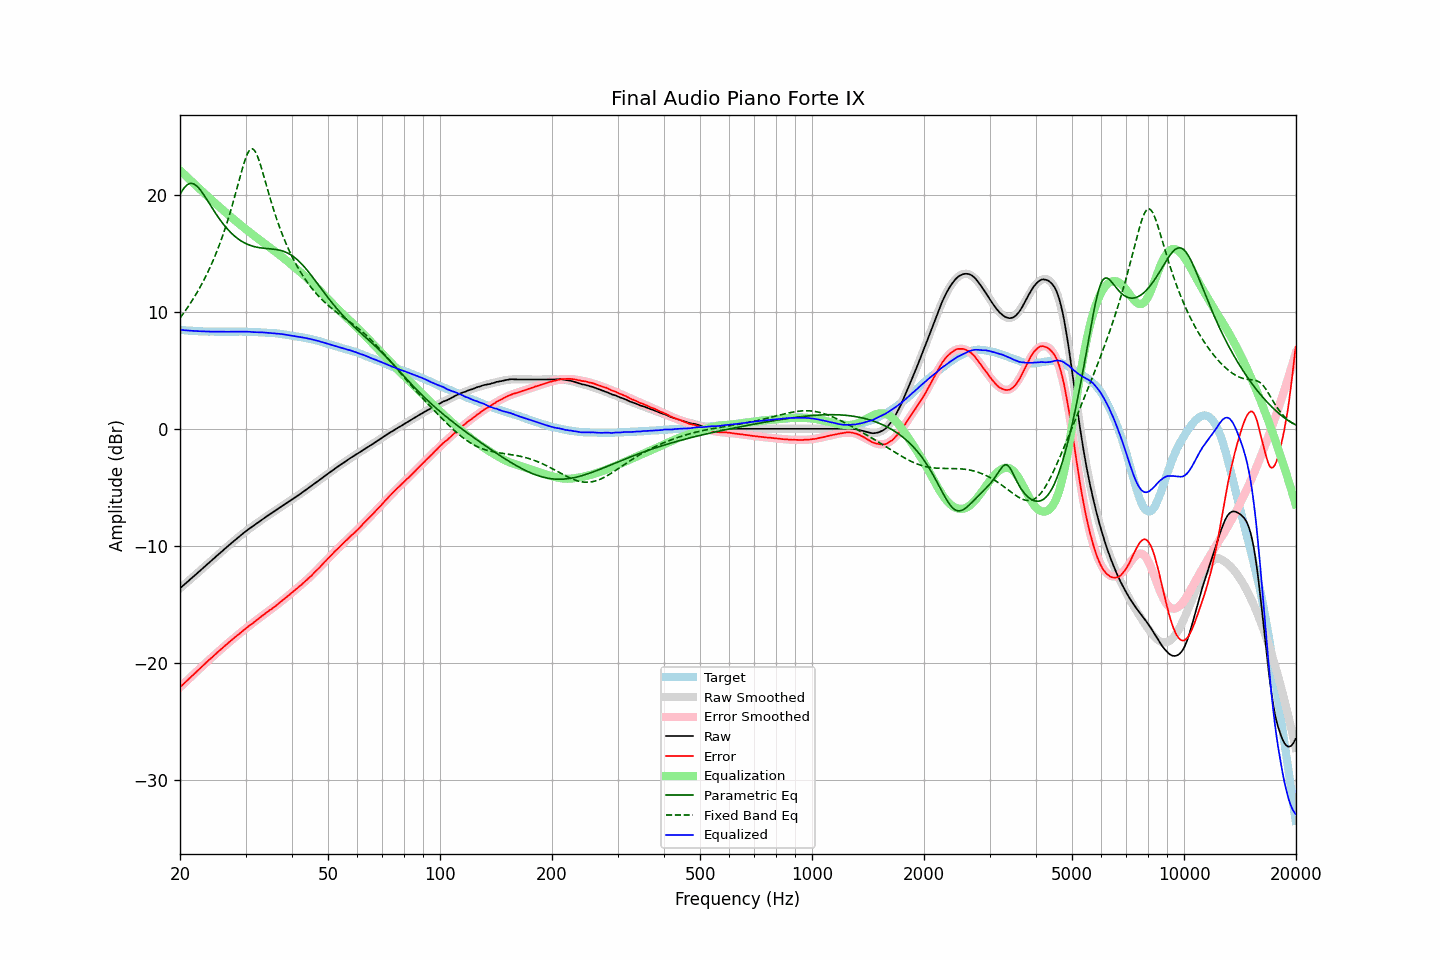 Final Audio Piano Forte IX
Amplitude (dBr)
20
10
0
−10
−20
−30
Target
Raw Smoothed
Error Smoothed
Raw
Error
Equalization
Parametric Eq
Fixed Band Eq
Equalized
20 50 100 200 500 1000 2000 5000 10000 20000
Frequency (Hz)